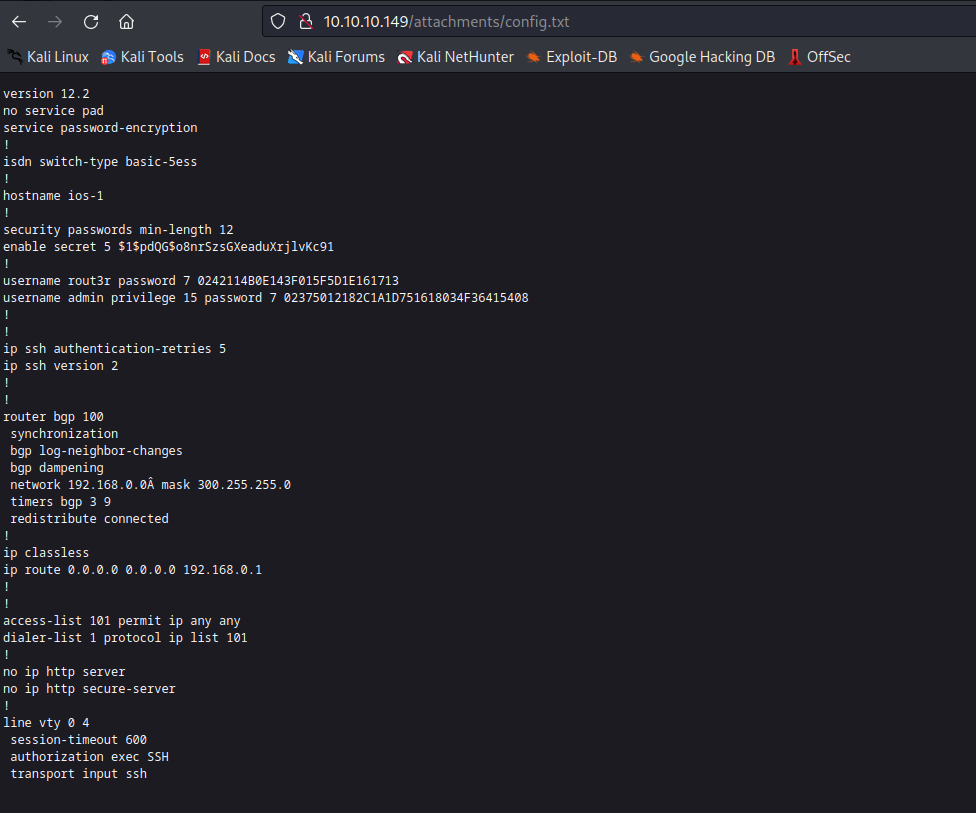 10.10.10.149/attachments/config.txt
Kali Linux Kali Tools Kali Docs Kali Forums Kali NetHunter Exploit-DB Google Hacking DB OffSec
version 12.2
no service pad
service password-encryption
!
isdn switch-type basic-5ess
!
hostname ios-1
!
security passwords min-length 12
enable secret 5 $1$pdQG$o8nrSzsGXeaduXrjlvKc91
!
username rout3r password 7 0242114B0E143F015F5D1E161713
username admin privilege 15 password 7 02375012182C1A1D751618034F36415408
!
!
ip ssh authentication-retries 5
ip ssh version 2
!
!
router bgp 100
 synchronization
 bgp log-neighbor-changes
 bgp dampening
 network 192.168.0.0Â mask 300.255.255.0
 timers bgp 3 9
 redistribute connected
!
ip classless
ip route 0.0.0.0 0.0.0.0 192.168.0.1
!
!
access-list 101 permit ip any any
dialer-list 1 protocol ip list 101
!
no ip http server
no ip http secure-server
!
line vty 0 4
 session-timeout 600
 authorization exec SSH
 transport input ssh